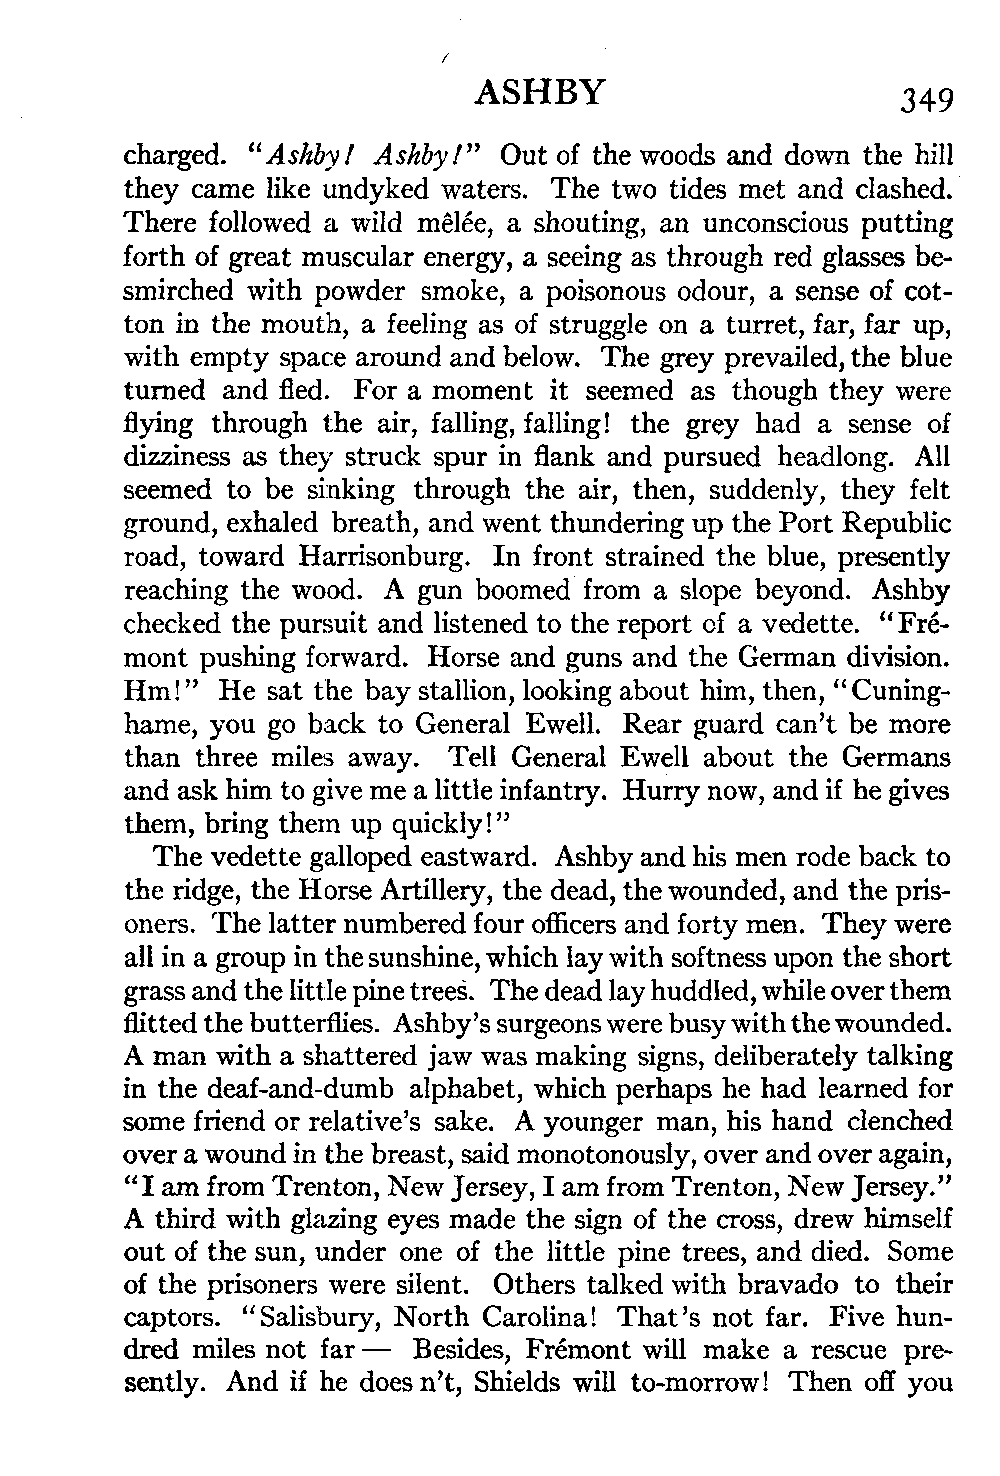 ASHBY 349
charged. "Ashby! Ashby!" Out of the woods and down the hill
they came like undyked waters. The two tides met and clashed.
There followed a wild mêlée, a shouting, an unconscious putting
forth of great muscular energy, a seeing as through red glasses be-
smirched with powder smoke, a poisonous odour, a sense of cot-
ton in the mouth, a feeling as of struggle on a turret, far, far up,
with empty space around and below. The grey prevailed, the blue
turned and fled. For a moment it seemed as though they were
flying through the air, falling, falling! the grey had a sense of
dizziness as they struck spur in flank and pursued headlong. All
seemed to be sinking through the air, then, suddenly, they felt
ground, exhaled breath, and went thundering up the Port Republic
road, toward Harrisonburg. In front strained the blue, presently
reaching the wood. A gun boomed from a slope beyond. Ashby
checked the pursuit and listened to the report of a vedette. "Fré-
mont pushing forward. Horse and guns and the German division.
Hm!" He sat the bay stallion, looking about him, then, "Cuning-
hame, you go back to General Ewell. Rear guard can't be more
than three miles away. Tell General Ewell about the Germans
and ask him to give me a little infantry. Hurry now, and if he gives
them, bring them up quickly!"
The vedette galloped eastward. Ashby and his men rode back to
the ridge, the Horse Artillery, the dead, the wounded, and the pris-
oners. The latter numbered four officers and forty men. They were
all in a group in the sunshine, which lay with softness upon the short
grass and the little pine trees. The dead lay huddled, while over them
flitted the butterflies. Ashby's surgeons were busy with the wounded.
A man with a shattered jaw was making signs, deliberately talking
in the deaf-and-dumb alphabet, which perhaps he had learned for
some friend or relative's sake. A younger man, his hand clenched
over a wound in the breast, said monotonously, over and over again,
"I am from Trenton, New Jersey, I am from Trenton, New Jersey."
A third with glazing eyes made the sign of the cross, drew himself
out of the sun, under one of the little pine trees, and died. Some
of the prisoners were silent. Others talked with bravado to their
captors. "Salisbury, North Carolina! That's not far. Five hun-
dred miles not far — Besides, Frémont will make a rescue pre-
sently. And if he doesn't, Shields will to-morrow! Then off you